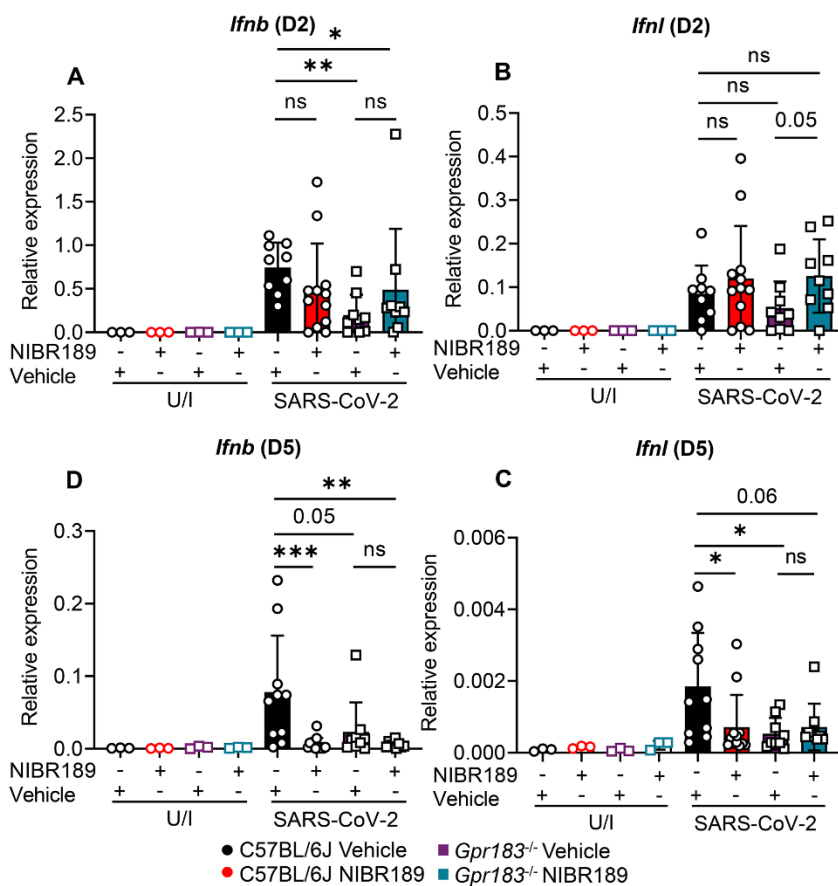 Ifnb (D2)
A
*
**
ns ns
2.5
2.0
1.5
1.0
0.5
0.0
Relative expression
NIBR189 - + - + - + - +
Vehicle + - + - + - + -
U/I SARS-CoV-2
Ifnl (D2)
B
ns
ns
ns 0.05
0.5
0.4
0.3
0.2
0.1
0.0
Relative expression
NIBR189 - + - + - + - +
Vehicle + - + - + - + -
U/I SARS-CoV-2
Ifnb (D5)
D
**
0.05
*** ns
0.3
0.2
0.1
0.0
Relative expression
NIBR189 - + - + - + - +
Vehicle + - + - + - + -
U/I SARS-CoV-2
Ifnl (D5)
C
0.06
*
* ns
0.006
0.004
0.002
0.000
Relative expression
NIBR189 - + - + - + - +
Vehicle + - + - + - + -
U/I SARS-CoV-2
C57BL/6J Vehicle Gpr183-/- Vehicle
C57BL/6J NIBR189 Gpr183-/- NIBR189